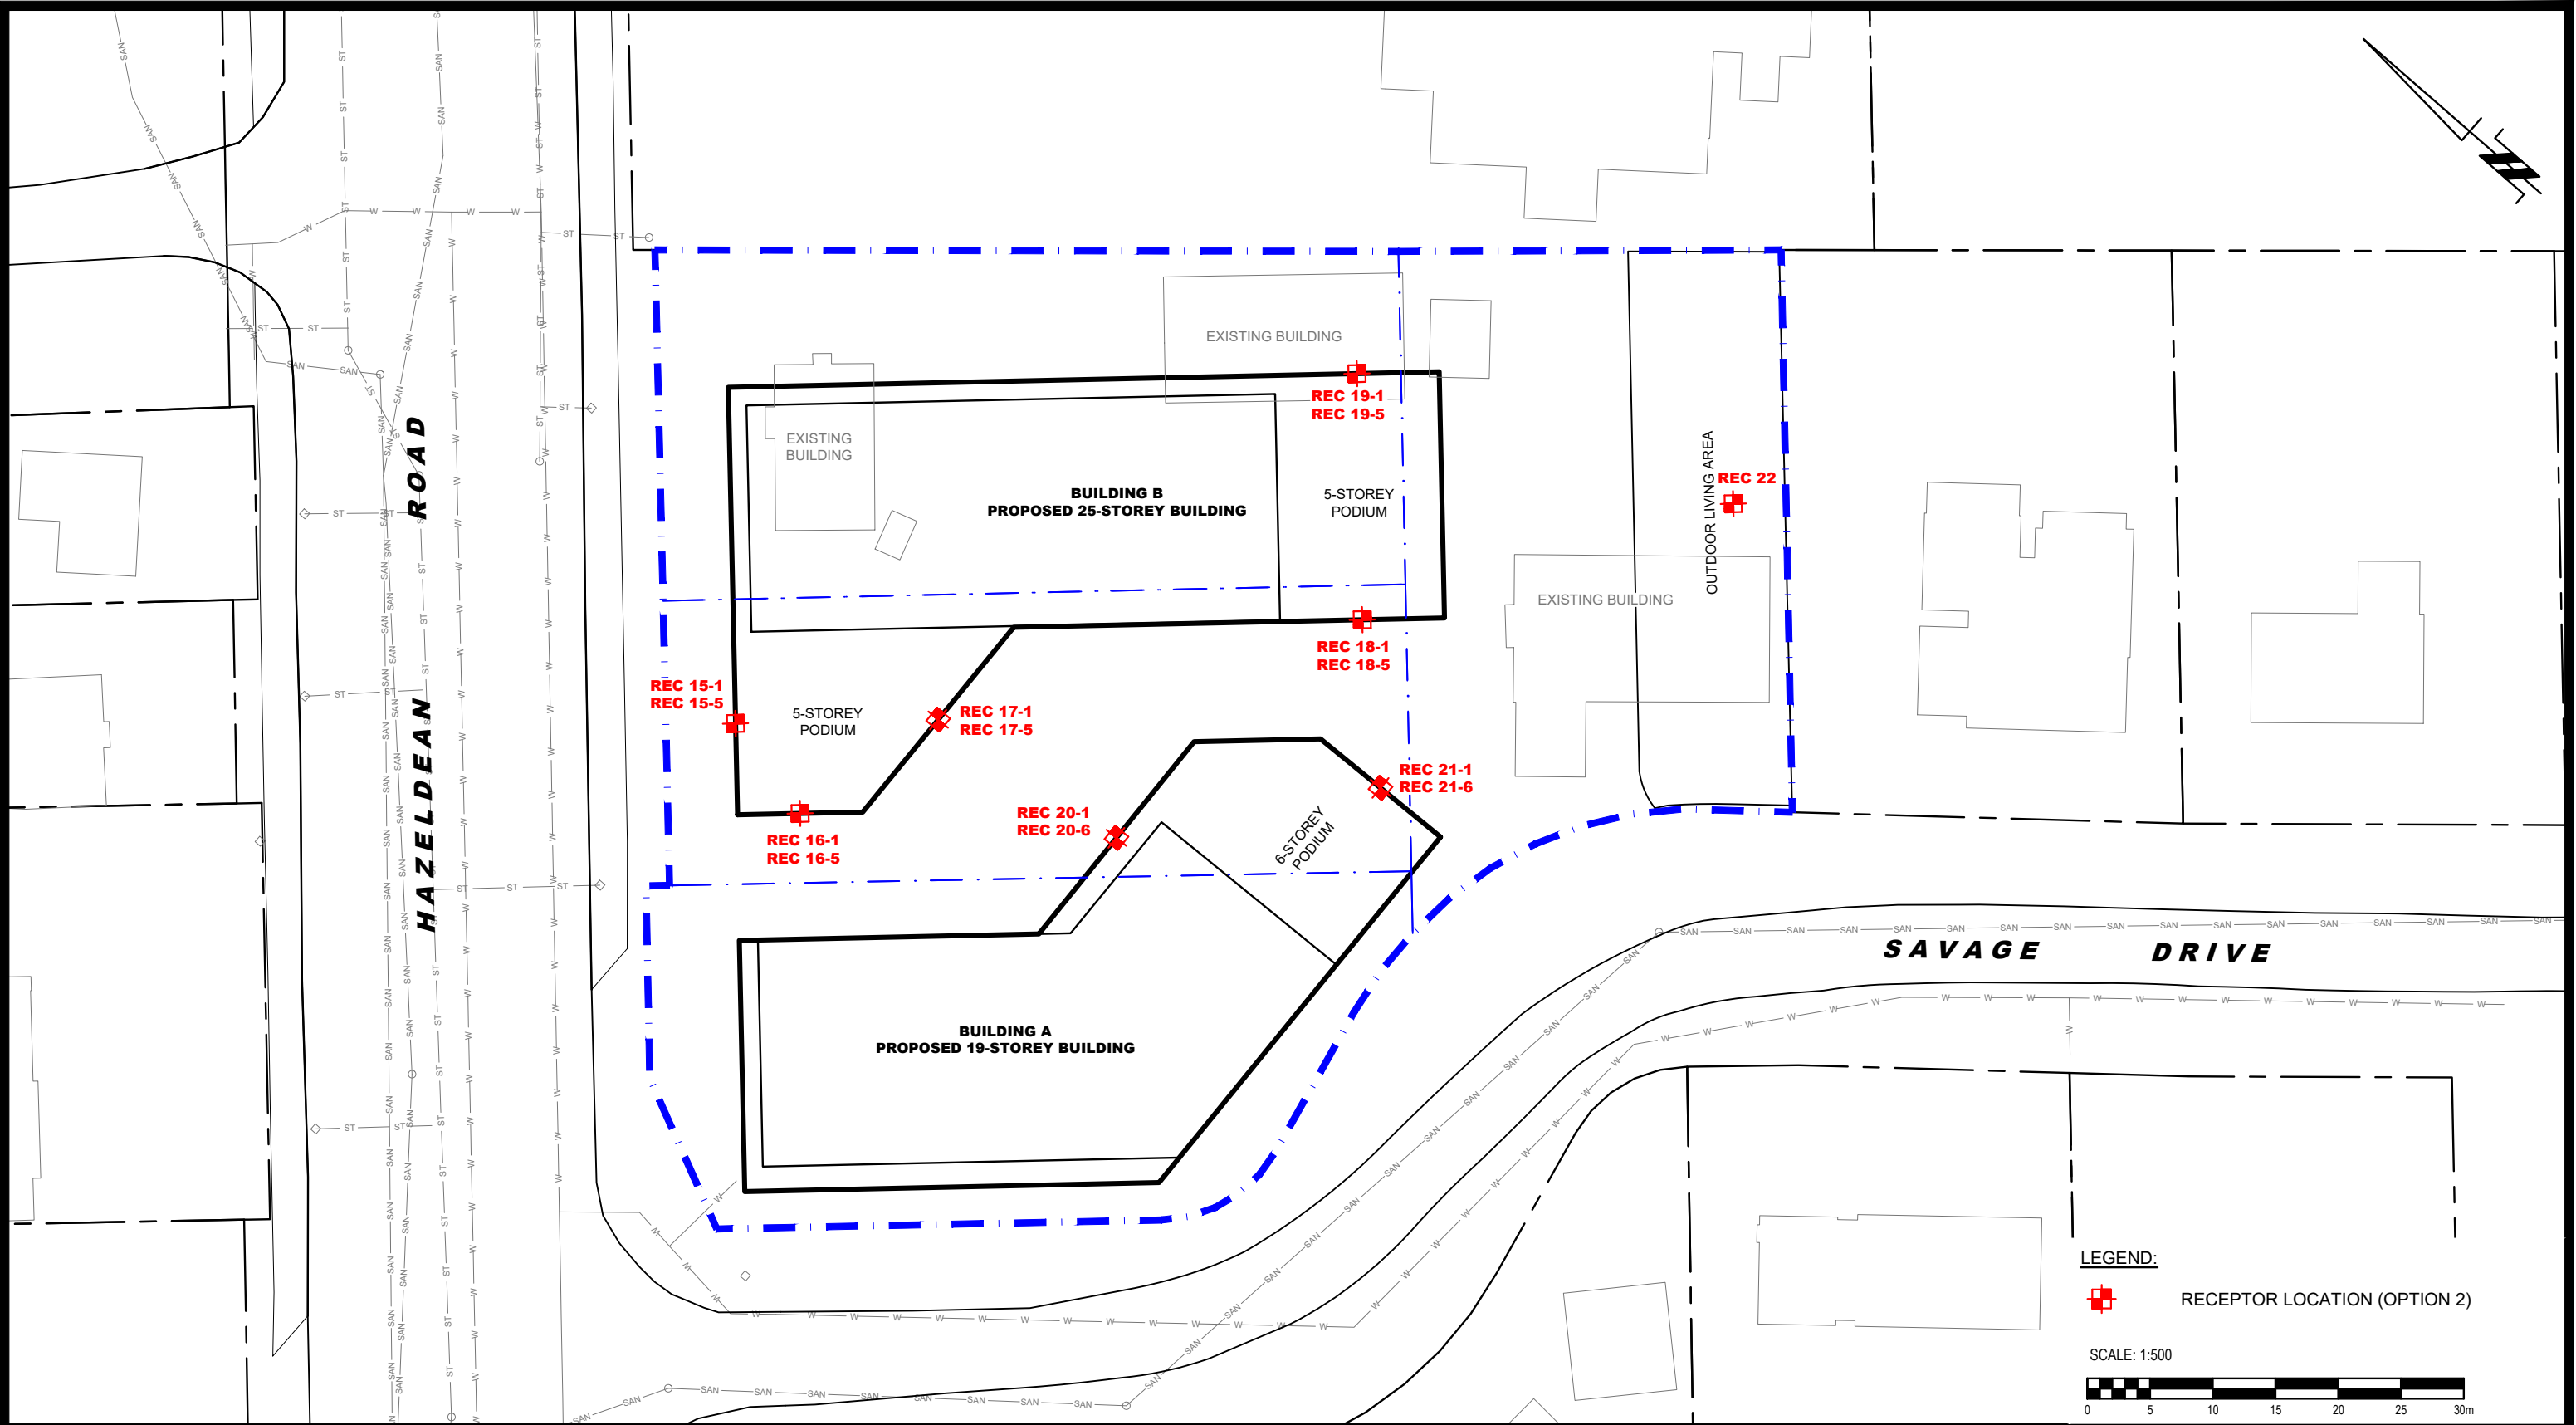 EXISTING BUILDING
REC 19-1
REC 19-5
EXISTING
BUILDING
HAZELDEAN ROAD
BUILDING B
PROPOSED 25-STOREY BUILDING
5-STOREY
PODIUM
OUTDOOR LIVING AREA
REC 22
EXISTING BUILDING
REC 18-1
REC 18-5
REC 15-1
REC 15-5
5-STOREY
PODIUM
REC 17-1
REC 17-5
REC 21-1
REC 21-6
REC 20-1
REC 20-6
6-STOREY
PODIUM
REC 16-1
REC 16-5
SAVAGE DRIVE
BUILDING A
PROPOSED 19-STOREY BUILDING
LEGEND:
RECEPTOR LOCATION (OPTION 2)
SCALE: 1:500
0 5 10 15 20 25 30m
SAN
ST
W